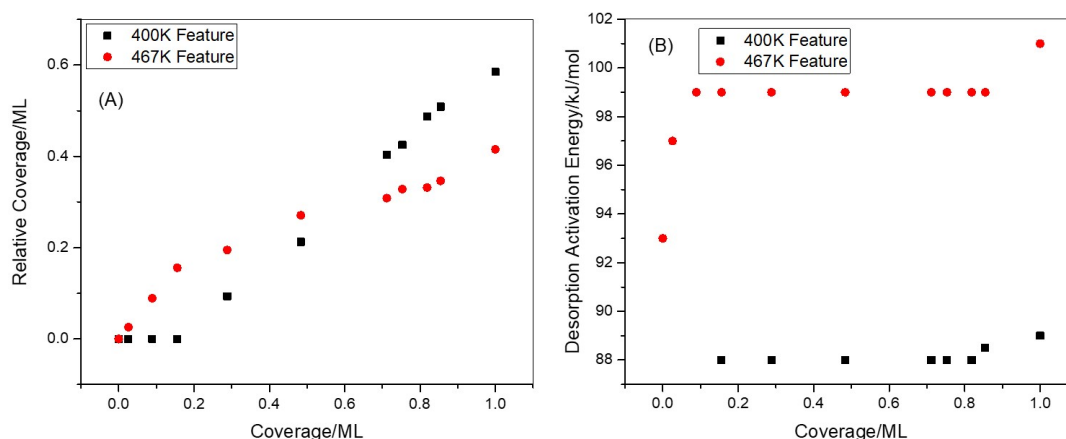 400K Feature
467K Feature
(A)
0.6
0.4
0.2
0.0
Relative Coverage/ML
0.0 0.2 0.4 0.6 0.8 1.0
Coverage/ML
400K Feature
467K Feature
(B)
102
100
98
96
94
92
90
88
Desorption Activation Energy/kJ/mol
0.0 0.2 0.4 0.6 0.8 1.0
Coverage/ML